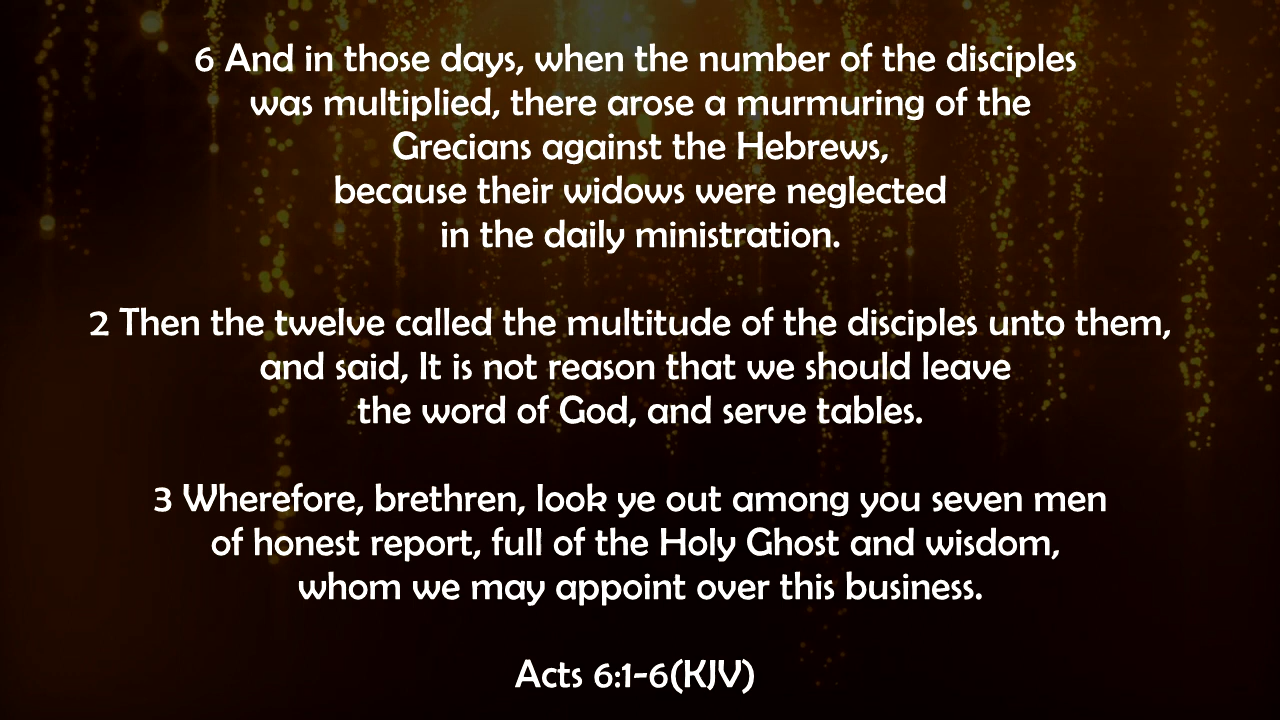 6 And in those days, when the number of the disciples
was multiplied, there arose a murmuring of the
Grecians against the Hebrews,
because their widows were neglected
in the daily ministration.
2 Then the twelve called the multitude of the disciples unto them,
and said, It is not reason that we should leave
the word of God, and serve tables.
3 Wherefore, brethren, look ye out among you seven men
of honest report, full of the Holy Ghost and wisdom,
whom we may appoint over this business.
Acts 6:1-6(KJV)